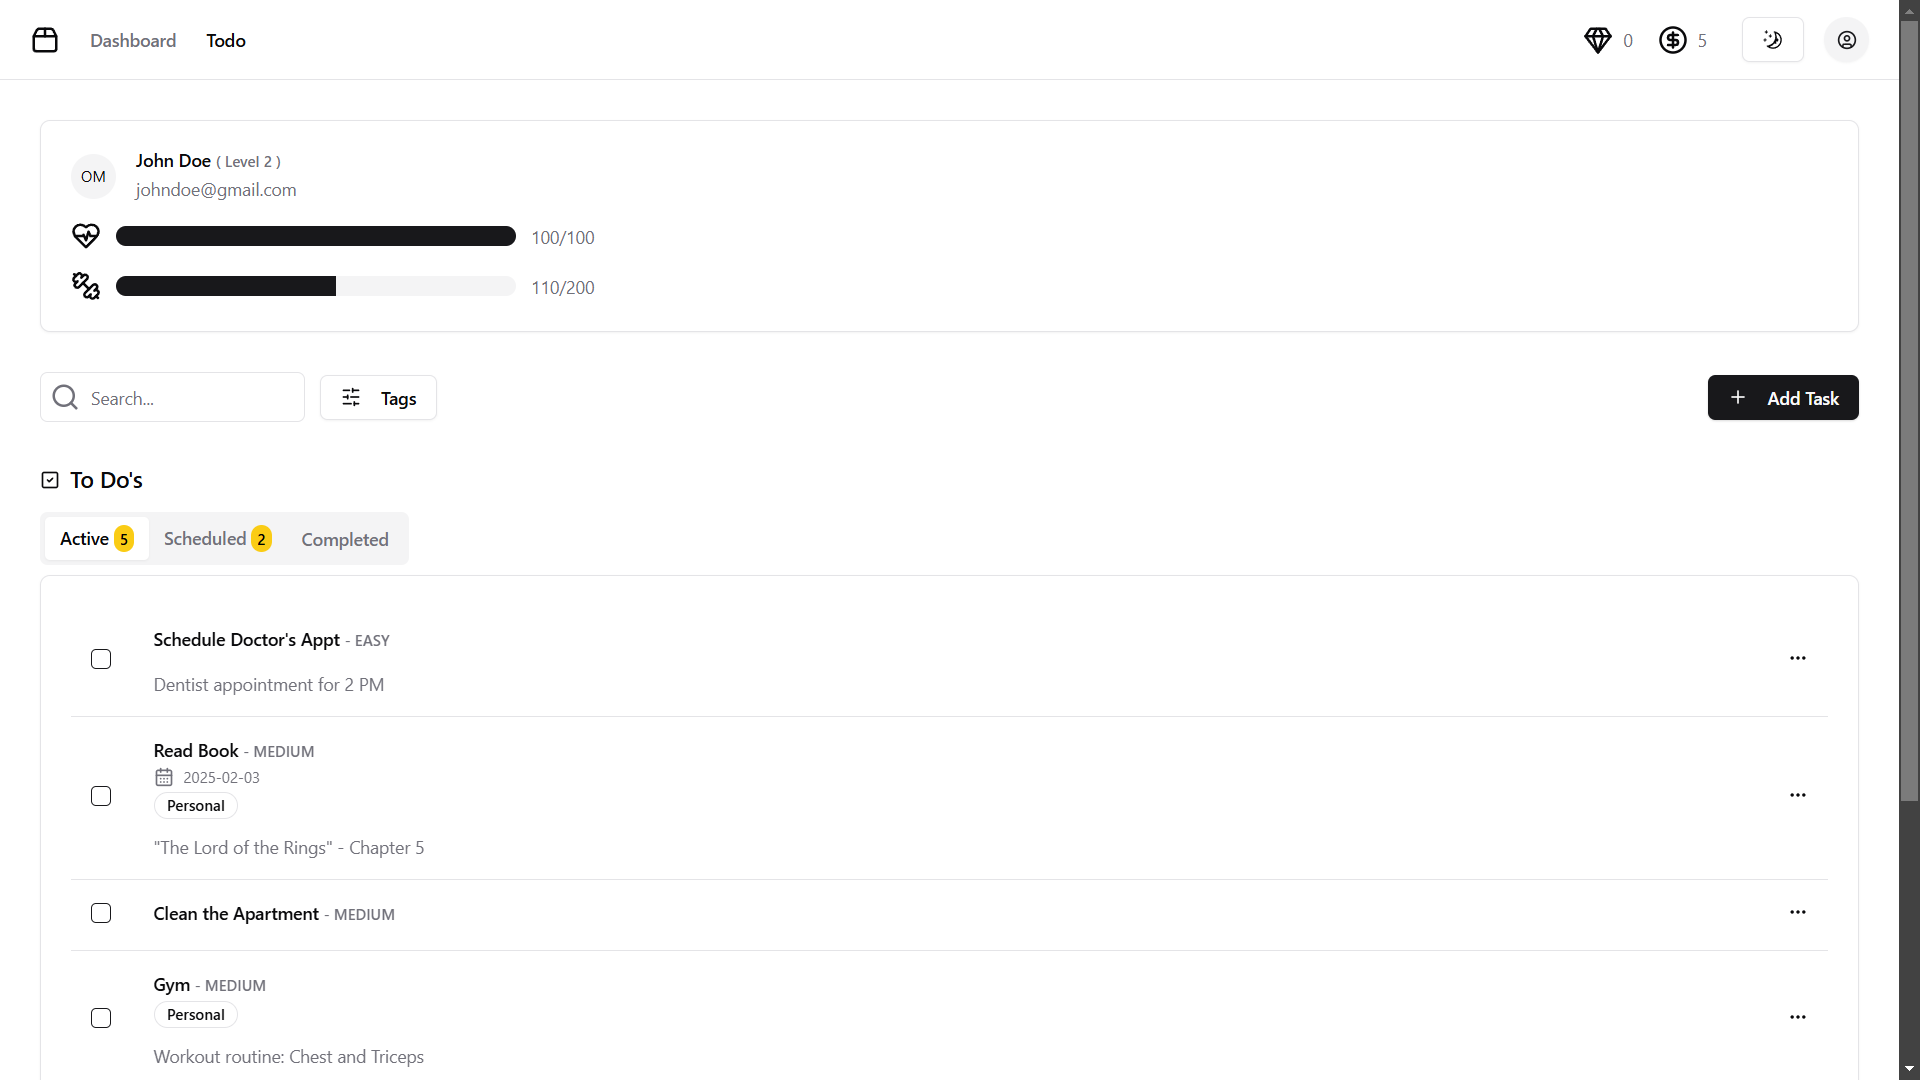 Dashboard Todo 0 5
John Doe ( Level 2 )
OM
johndoe@gmail.com
100/100
110/200
Search... Tags + Add Task
To Do's
Active 5 Scheduled 2 Completed
Schedule Doctor's Appt - EASY
Dentist appointment for 2 PM
Read Book - MEDIUM
2025-02-03
Personal
"The Lord of the Rings" - Chapter 5
Clean the Apartment - MEDIUM
Gym - MEDIUM
Personal
Workout routine: Chest and Triceps